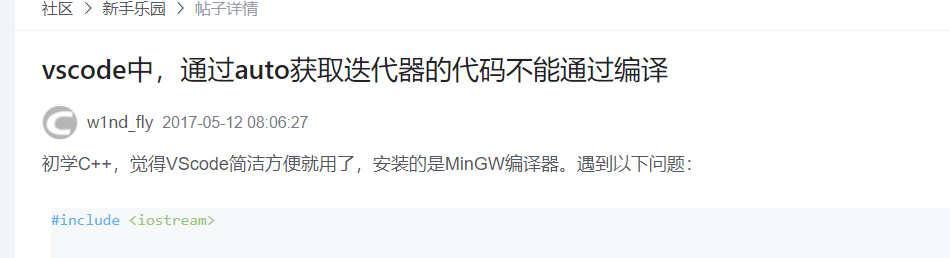 社区 > 新手乐园 > 帖子详情
vscode中，通过auto获取迭代器的代码不能通过编译
w1nd_fly 2017-05-12 08:06:27
初学C++，觉得VScode简洁方便就用了，安装的是MinGW编译器。遇到以下问题：
#include <iostream>